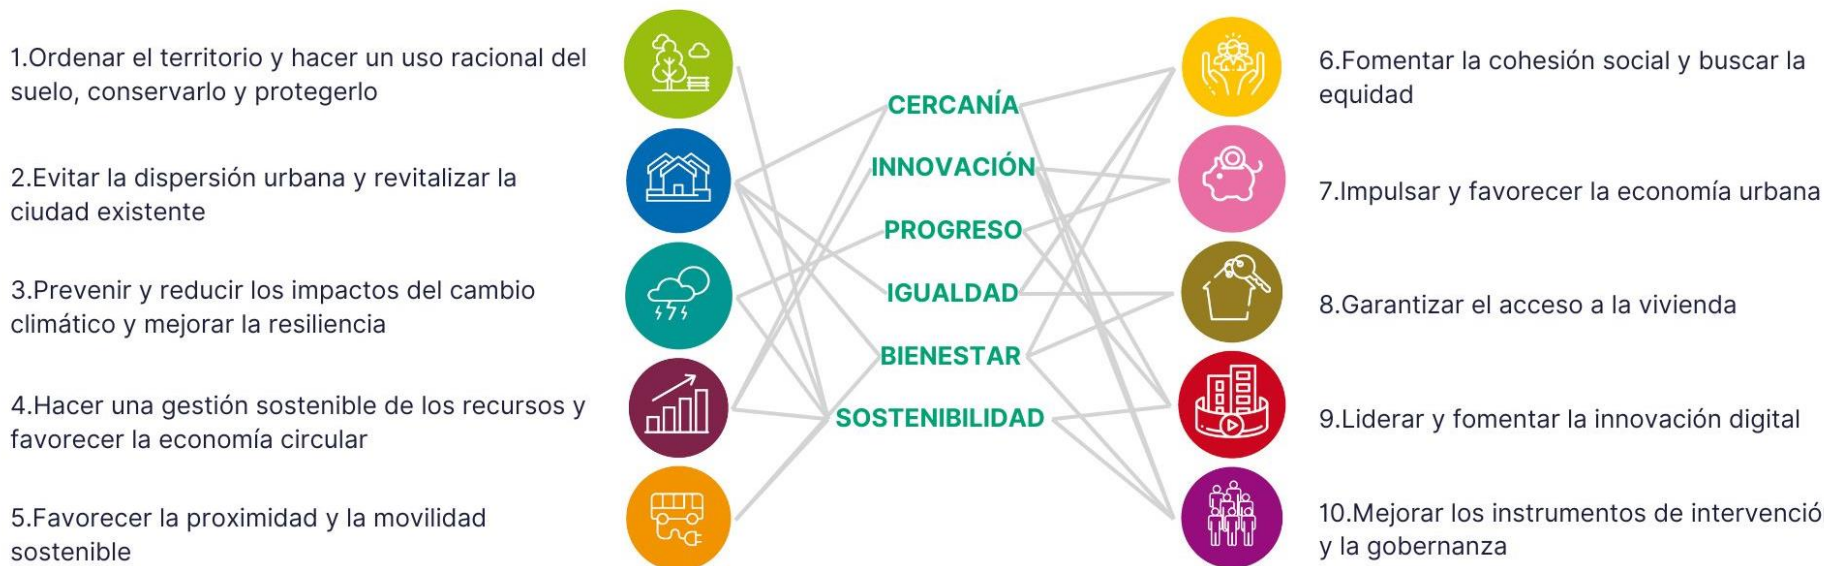 1.Ordenar el territorio y hacer un uso racional del
suelo, conservarlo y protegerlo
2.Evitar la dispersión urbana y revitalizar la
ciudad existente
3.Prevenir y reducir los impactos del cambio
climático y mejorar la resiliencia
4.Hacer una gestión sostenible de los recursos y
favorecer la economía circular
5.Favorecer la proximidad y la movilidad
sostenible
CERCANÍA
INNOVACIÓN
PROGRESO
IGUALDAD
BIENESTAR
SOSTENIBILIDAD
6.Fomentar la cohesión social y buscar la
equidad
7.Impulsar y favorecer la economía urbana
8.Garantizar el acceso a la vivienda
9.Liderar y fomentar la innovación digital
10.Mejorar los instrumentos de intervenció
y la gobernanza